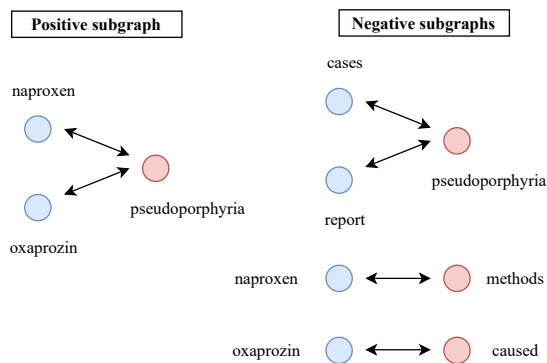 Positive subgraph
naproxen
pseudoporphyria
oxaprozin
Negative subgraphs
cases
pseudoporphyria
report
naproxen methods
oxaprozin caused